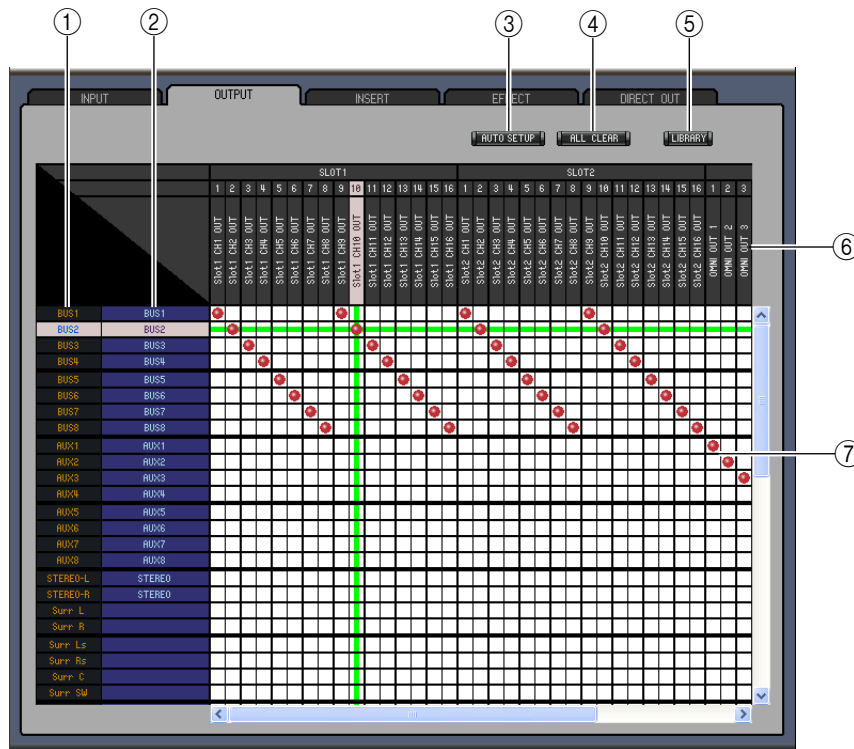 ① ② ③ ④ ⑤
INPUT OUTPUT INSERT EFFECT DIRECT OUT
AUTO SETUP ALL CLEAR LIBRARY
SLOT1 SLOT2
1 2 3 4 5 6 7 8 9 10 11 12 13 14 15 16 1 2 3 4 5 6 7 8 9 10 11 12 13 14 15 16 1 2 3
Slot1 CH1 OUT
Slot1 CH2 OUT
Slot1 CH3 OUT
Slot1 CH4 OUT
Slot1 CH5 OUT
Slot1 CH6 OUT
Slot1 CH7 OUT
Slot1 CH8 OUT
Slot1 CH9 OUT
Slot1 CH10 OUT
Slot1 CH11 OUT
Slot1 CH12 OUT
Slot1 CH13 OUT
Slot1 CH14 OUT
Slot1 CH15 OUT
Slot1 CH16 OUT
Slot2 CH1 OUT
Slot2 CH2 OUT
Slot2 CH3 OUT
Slot2 CH4 OUT
Slot2 CH5 OUT
Slot2 CH6 OUT
Slot2 CH7 OUT
Slot2 CH8 OUT
Slot2 CH9 OUT
Slot2 CH10 OUT
Slot2 CH11 OUT
Slot2 CH12 OUT
Slot2 CH13 OUT
Slot2 CH14 OUT
Slot2 CH15 OUT
Slot2 CH16 OUT
OMNI OUT 1
OMNI OUT 2
OMNI OUT 3
⑥
BUS1 BUS1
BUS2 BUS2
BUS3 BUS3
BUS4 BUS4
BUS5 BUS5
BUS6 BUS6
BUS7 BUS7
BUS8 BUS8
AUX1 AUX1
⑦
AUX2 AUX2
AUX3 AUX3
AUX4 AUX4
AUX5 AUX5
AUX6 AUX6
AUX7 AUX7
AUX8 AUX8
STEREO-L STEREO
STEREO-R STEREO
Surr L
Surr R
Surr Ls
Surr Rs
Surr C
Surr SW